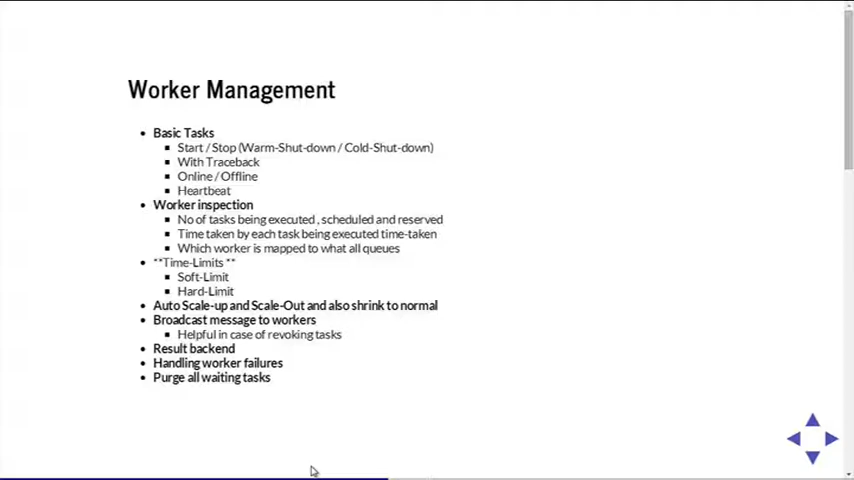 Worker Management
Basic Tasks
Start / Stop (Warm-Shut-down / Cold-Shut-down)
With Traceback
Online / Offline
Heartbeat
Worker inspection
No of tasks being executed , scheduled and reserved
Time taken by each task being executed time-taken
Which worker is mapped to what all queues
**Time-Limits **
Soft-Limit
Hard-Limit
Auto Scale-up and Scale-Out and also shrink to normal
Broadcast message to workers
Helpful in case of revoking tasks
Result backend
Handling worker failures
Purge all waiting tasks